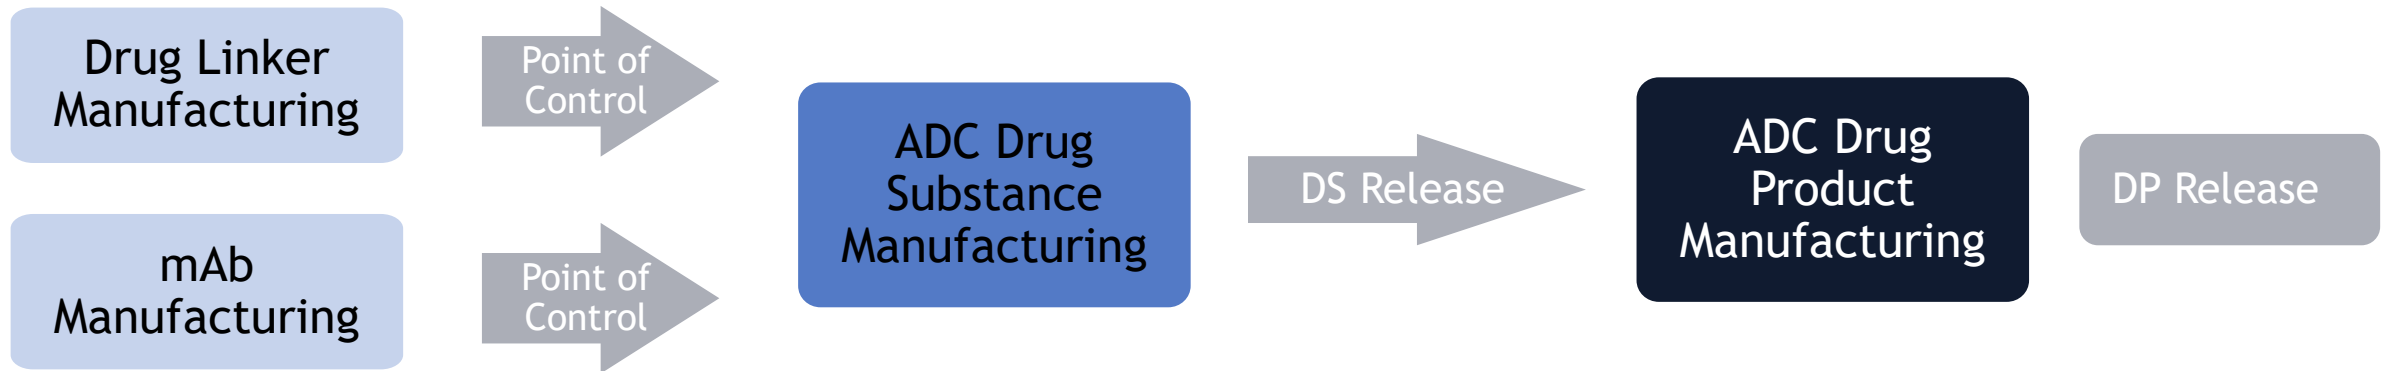 Drug Linker
Manufacturing
Point of
Control
mAb
Manufacturing
Point of
Control
ADC Drug
Substance
Manufacturing
DS Release
ADC Drug
Product
Manufacturing
DP Release